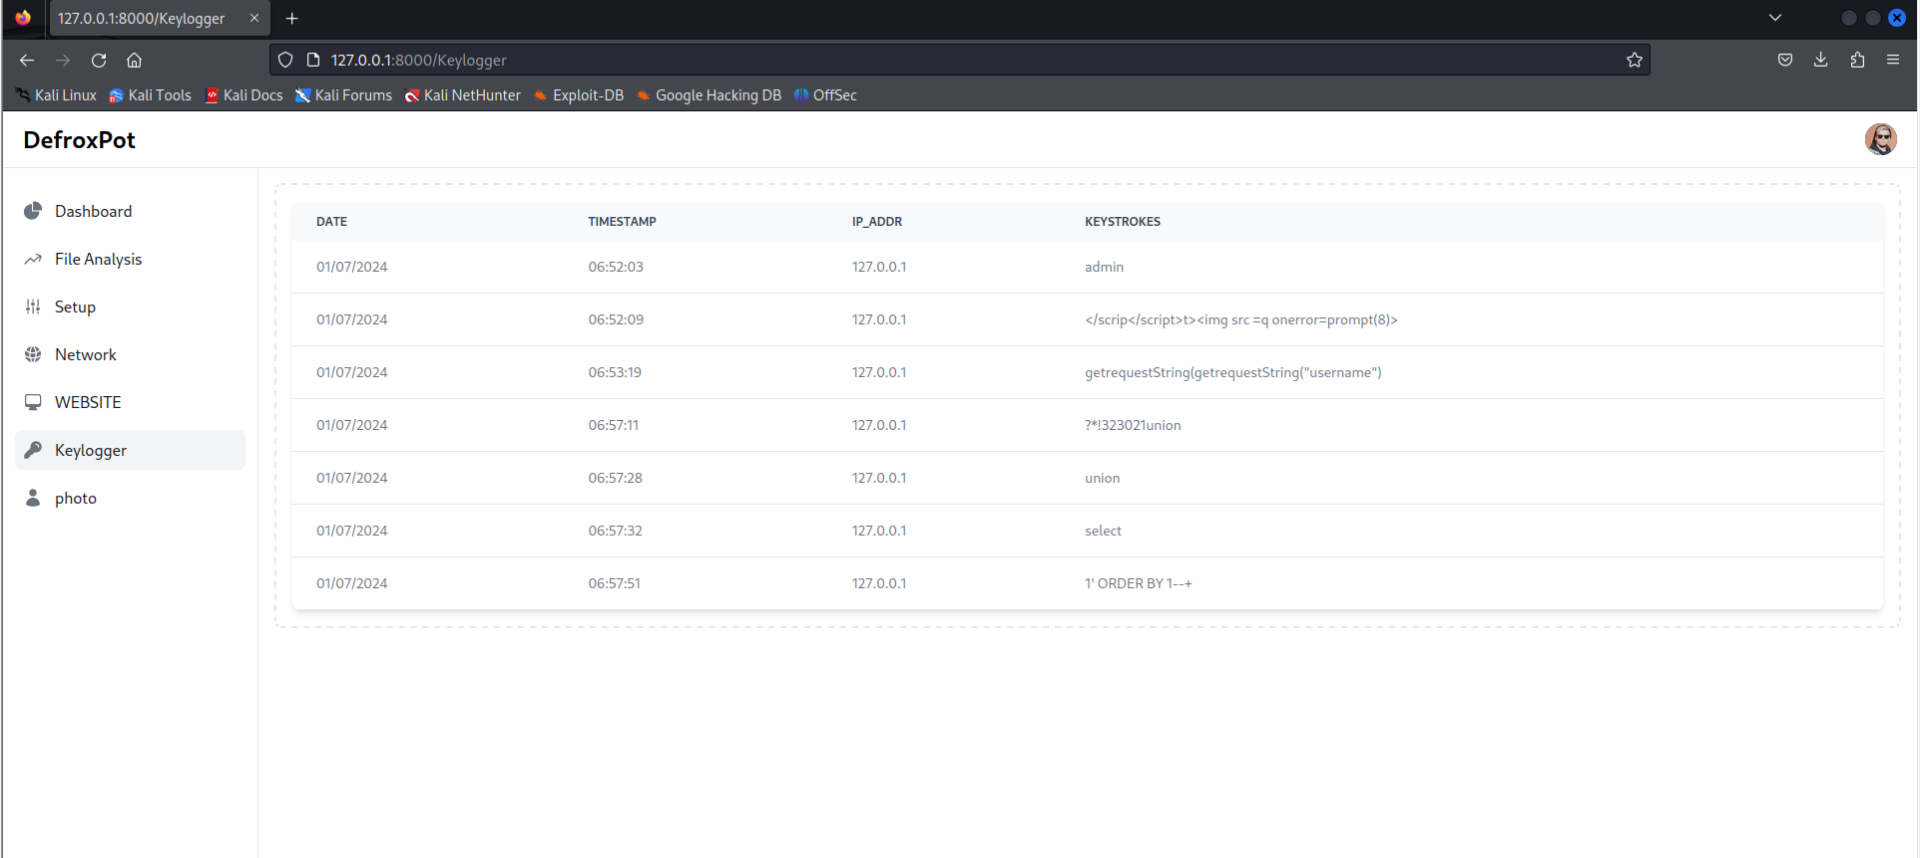 127.0.0.1:8000/Keylogger
127.0.0.1:8000/Keylogger
Kali Linux Kali Tools Kali Docs Kali Forums Kali NetHunter Exploit-DB Google Hacking DB OffSec
DefroxPot
Dashboard
File Analysis
Setup
Network
WEBSITE
Keylogger
photo
DATE TIMESTAMP IP_ADDR KEYSTROKES
01/07/2024 06:52:03 127.0.0.1 admin
01/07/2024 06:52:09 127.0.0.1 </scrip</script>t><img src =q onerror=prompt(8)>
01/07/2024 06:53:19 127.0.0.1 getrequestString(getrequestString("username")
01/07/2024 06:57:11 127.0.0.1 ?*!323021union
01/07/2024 06:57:28 127.0.0.1 union
01/07/2024 06:57:32 127.0.0.1 select
01/07/2024 06:57:51 127.0.0.1 1' ORDER BY 1--+